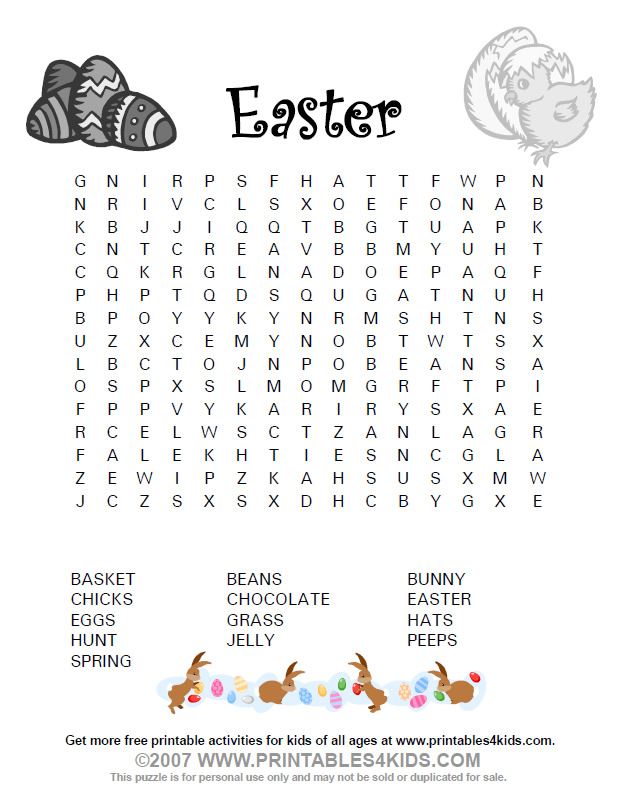 Easter
G N I R P S F H A T T F W P N
N R I V C L S X O E F O N A B
K B J J I Q Q T B G T U A P K
C N T C R E A V B B M Y U H T
C Q K R G L N A D O E P A Q F
P H P T Q D S Q U G A T N U H
B P O Y Y K Y N R M S H T N S
U Z X C E M Y N O B T W T S X
L B C T O J N P O B E A N S A
O S P X S L M O M G R F T P I
F P P V Y K A R I R Y S X A E
R C E L W S C T Z A N L A G R
F A L E K H T I E S N C G L A
Z E W I P Z K A H S U S X M W
J C Z S X S X D H C B Y G X E
BASKET BEANS BUNNY
CHICKS CHOCOLATE EASTER
EGGS GRASS HATS
HUNT JELLY PEEPS
SPRING
Get more free printable activities for kids of all ages at www.printables4kids.com.
©2007 WWW.PRINTABLES4KIDS.COM
This puzzle is for personal use only and may not be sold or duplicated for sale.